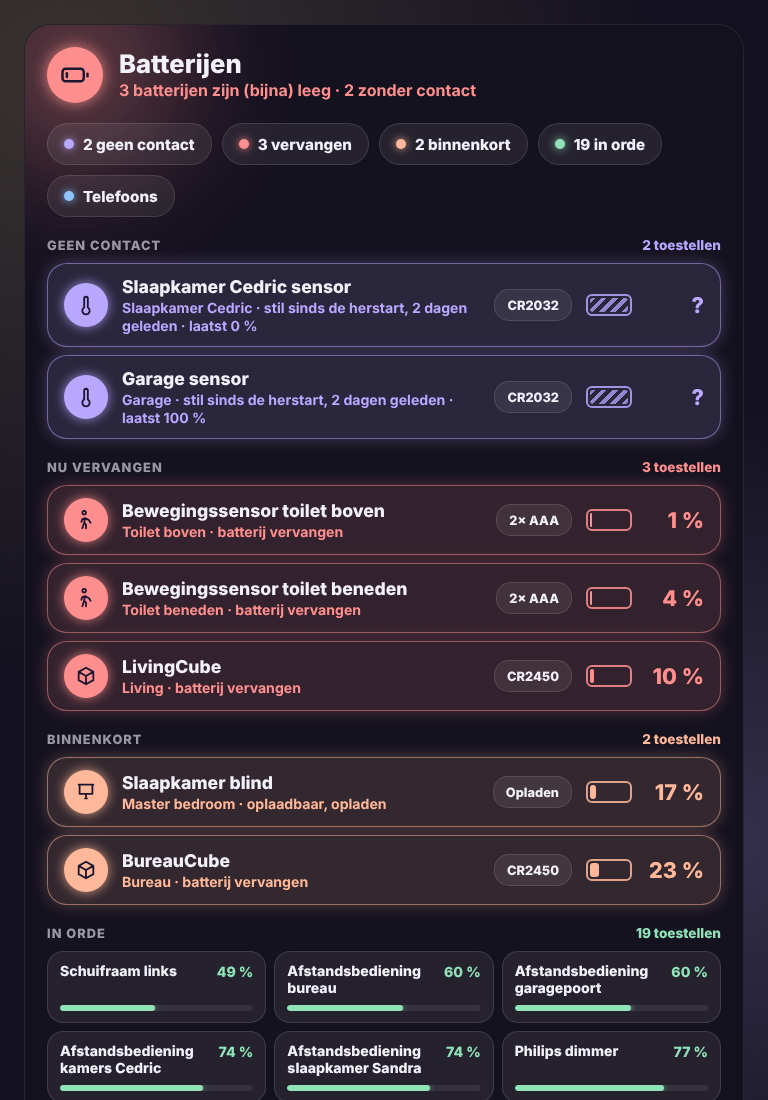 Batterijen
3 batterijen zijn (bijna) leeg · 2 zonder contact
2 geen contact
3 vervangen
2 binnenkort
19 in orde
Telefoons
GEEN CONTACT
2 toestellen
Slaapkamer Cedric sensor
Slaapkamer Cedric · stil sinds de herstart, 2 dagen
geleden · laatst 0 %
CR2032
?
Garage sensor
Garage · stil sinds de herstart, 2 dagen geleden ·
laatst 100 %
CR2032
?
NU VERVANGEN
3 toestellen
Bewegingssensor toilet boven
Toilet boven · batterij vervangen
2× AAA
1 %
Bewegingssensor toilet beneden
Toilet beneden · batterij vervangen
2× AAA
4 %
LivingCube
Living · batterij vervangen
CR2450
10 %
BINNENKORT
2 toestellen
Slaapkamer blind
Master bedroom · oplaadbaar, opladen
Opladen
17 %
BureauCube
Bureau · batterij vervangen
CR2450
23 %
IN ORDE
19 toestellen
Schuifraam links
49 %
Afstandsbediening
bureau
60 %
Afstandsbediening
garagepoort
60 %
Afstandsbediening
kamers Cedric
74 %
Afstandsbediening
slaapkamer Sandra
74 %
Philips dimmer
77 %